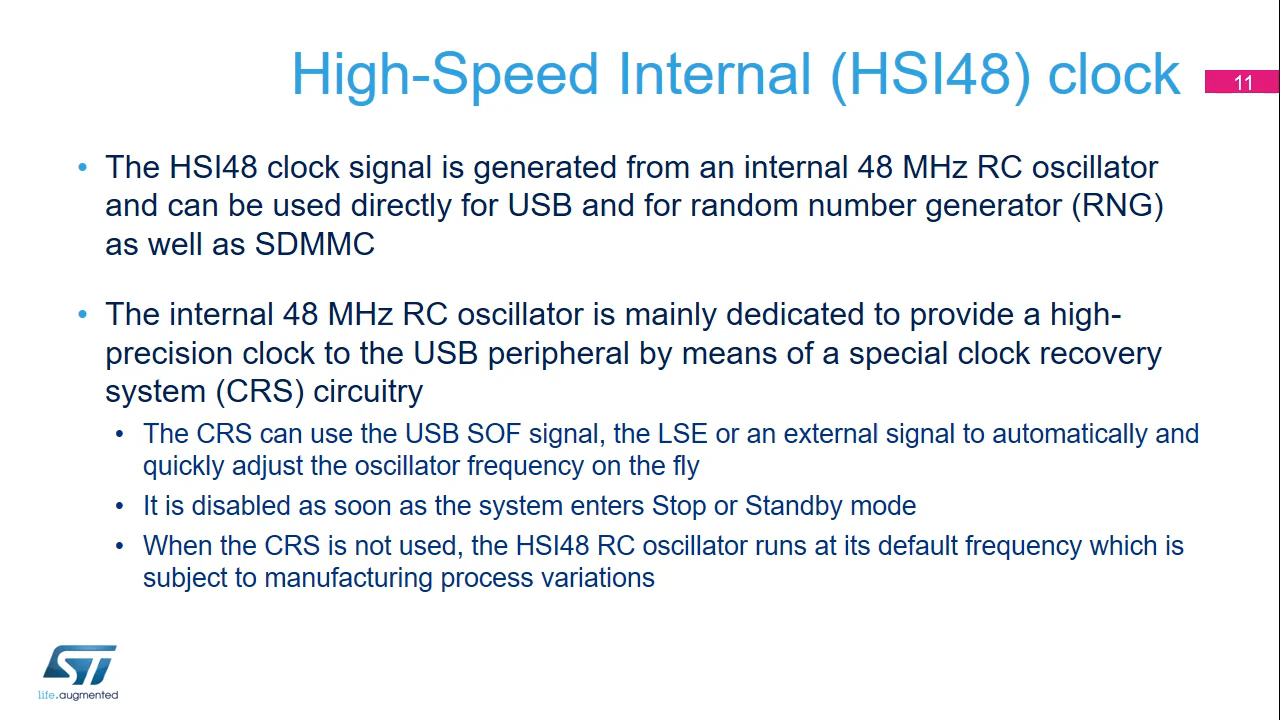 High-Speed Internal (HSI48) clock
11
• The HSI48 clock signal is generated from an internal 48 MHz RC oscillator
and can be used directly for USB and for random number generator (RNG)
as well as SDMMC
• The internal 48 MHz RC oscillator is mainly dedicated to provide a high-
precision clock to the USB peripheral by means of a special clock recovery
system (CRS) circuitry
• The CRS can use the USB SOF signal, the LSE or an external signal to automatically and
quickly adjust the oscillator frequency on the fly
• It is disabled as soon as the system enters Stop or Standby mode
• When the CRS is not used, the HSI48 RC oscillator runs at its default frequency which is
subject to manufacturing process variations
ST
life.augmented